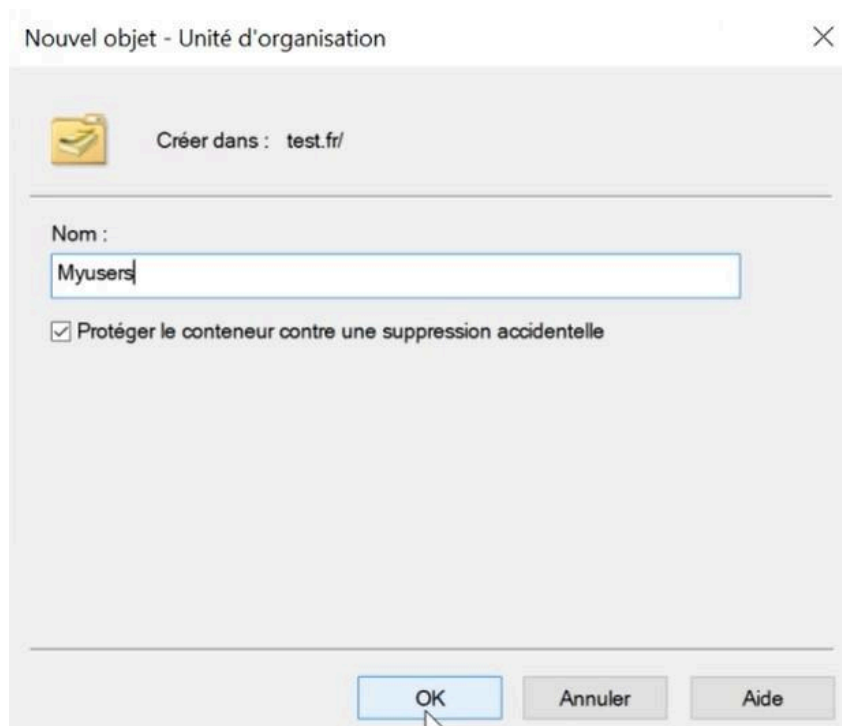 Nouvel objet - Unité d'organisation
Créer dans : test.fr/
Nom :
Myusers
Protéger le conteneur contre une suppression accidentelle
OK Annuler Aide